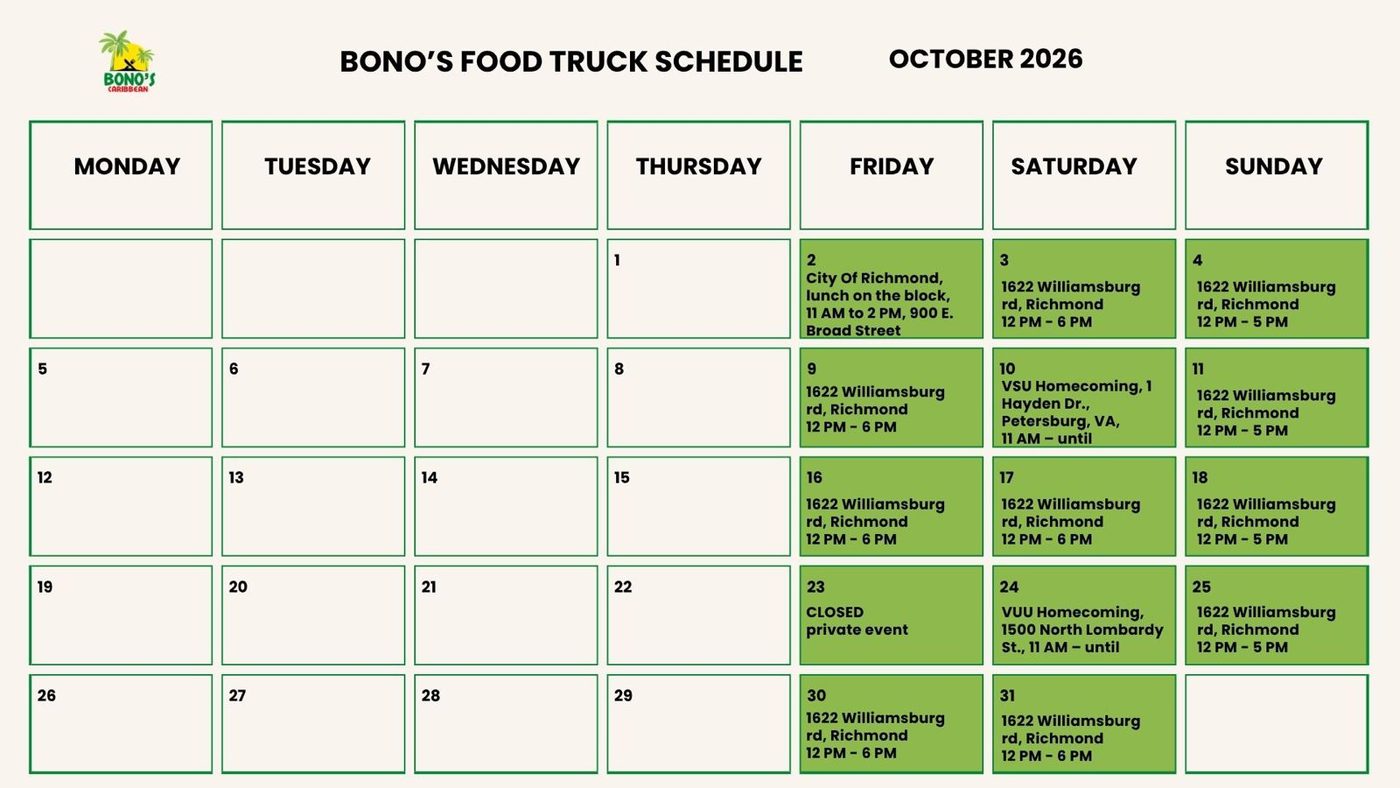 BONO'S
CARIBBEAN
BONO’S FOOD TRUCK SCHEDULE
OCTOBER 2026
MONDAY
TUESDAY
WEDNESDAY
THURSDAY
FRIDAY
SATURDAY
SUNDAY
1
2
City Of Richmond,
lunch on the block,
11 AM to 2 PM, 900 E.
Broad Street
3
1622 Williamsburg
rd, Richmond
12 PM - 6 PM
4
1622 Williamsburg
rd, Richmond
12 PM - 5 PM
5
6
7
8
9
1622 Williamsburg
rd, Richmond
12 PM - 6 PM
10
VSU Homecoming, 1
Hayden Dr.,
Petersburg, VA,
11 AM – until
11
1622 Williamsburg
rd, Richmond
12 PM - 5 PM
12
13
14
15
16
1622 Williamsburg
rd, Richmond
12 PM - 6 PM
17
1622 Williamsburg
rd, Richmond
12 PM - 6 PM
18
1622 Williamsburg
rd, Richmond
12 PM - 5 PM
19
20
21
22
23
CLOSED
private event
24
VUU Homecoming,
1500 North Lombardy
St., 11 AM – until
25
1622 Williamsburg
rd, Richmond
12 PM - 5 PM
26
27
28
29
30
1622 Williamsburg
rd, Richmond
12 PM - 6 PM
31
1622 Williamsburg
rd, Richmond
12 PM - 6 PM